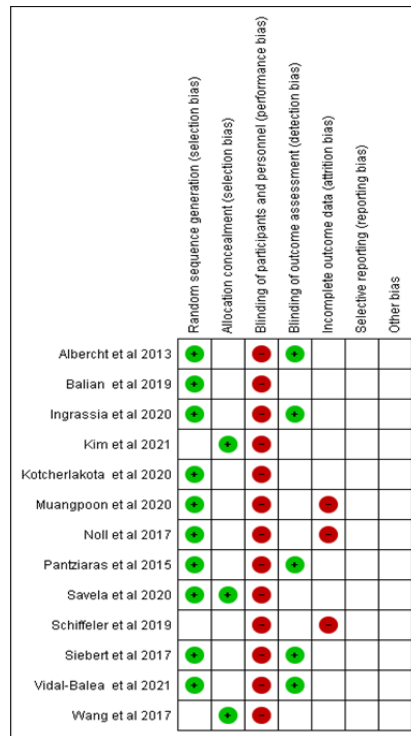 Random sequence generation (selection bias)
Allocation concealment (selection bias)
Blinding of participants and personnel (performance bias)
Blinding of outcome assessment (detection bias)
Incomplete outcome data (attrition bias)
Selective reporting (reporting bias)
Other bias
Albercht et al 2013 + - +
Balian et al 2019 + -
Ingrassia et al 2020 + - +
Kim et al 2021 + -
Kotcherlakota et al 2020 + -
Muangpoon et al 2020 + - -
Noll et al 2017 + - -
Pantziaras et al 2015 + - +
Savela et al 2020 + + -
Schiffeler et al 2019 - -
Siebert et al 2017 + - +
Vidal-Balea et al 2021 + - +
Wang et al 2017 + -